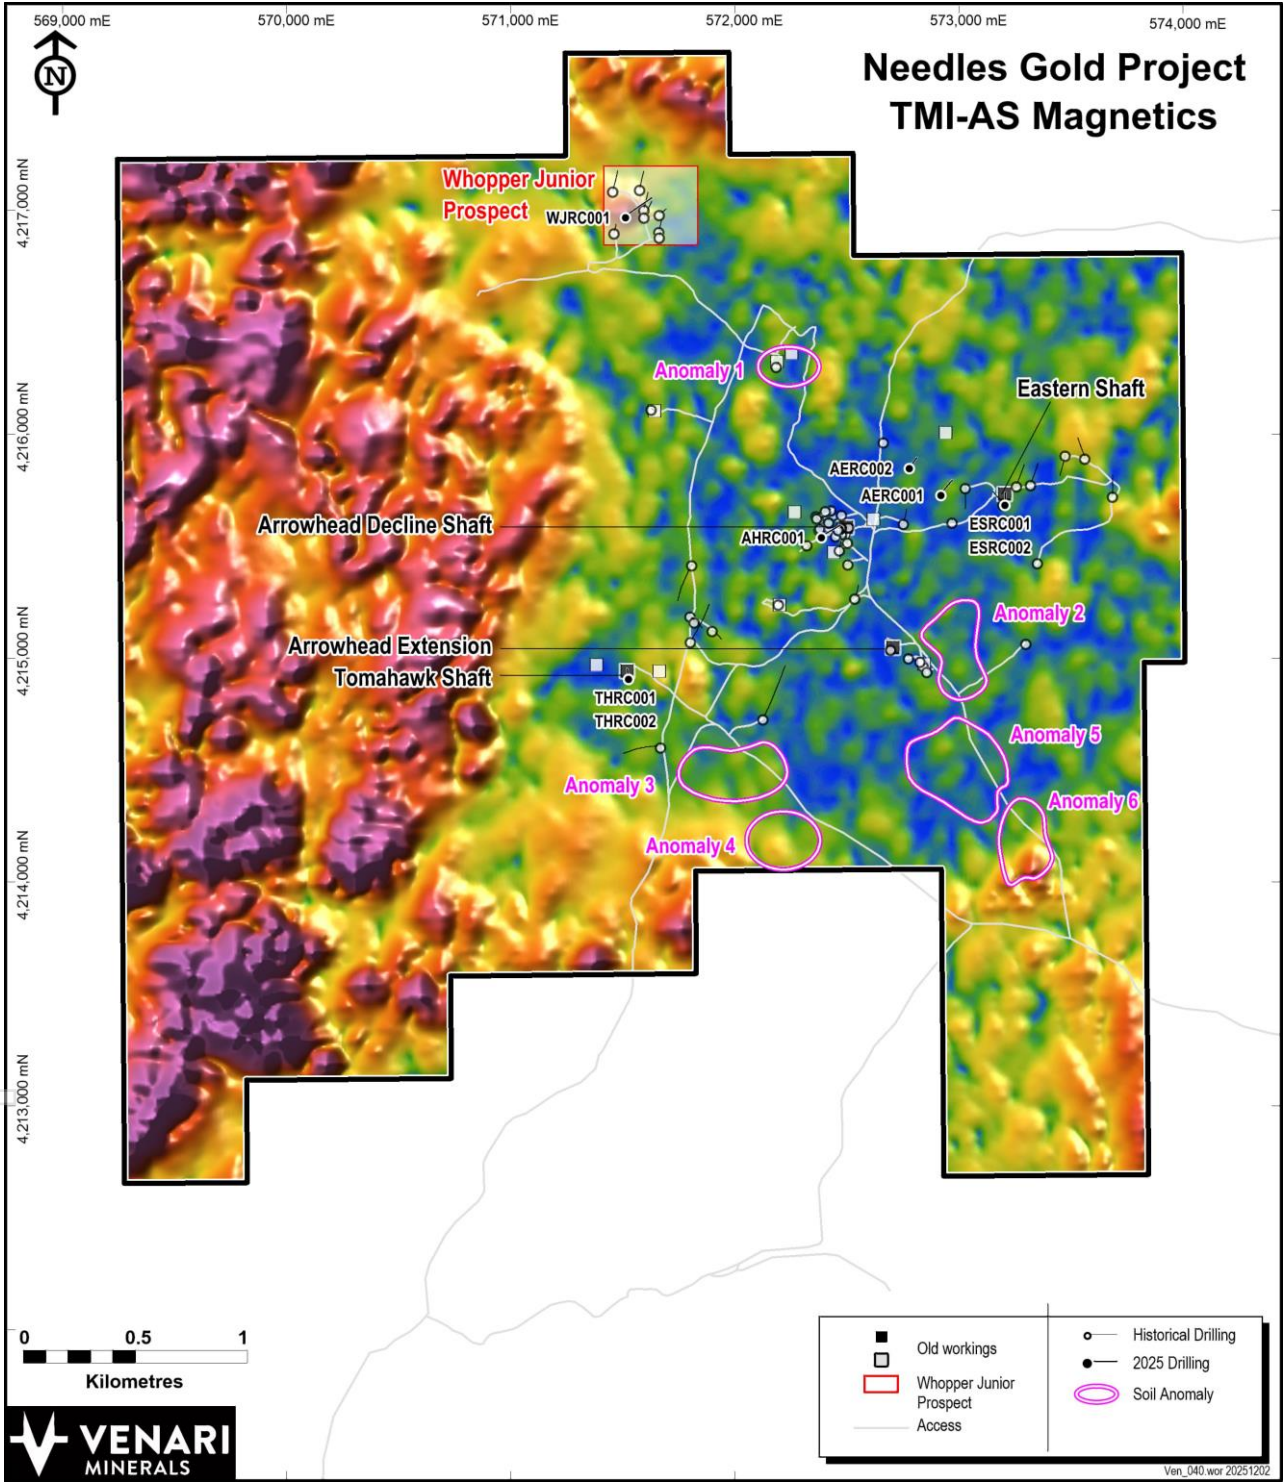 569,000 mE
570,000 mE
571,000 mE
572,000 mE
573,000 mE
574,000 mE
N
Needles Gold Project
TMI-AS Magnetics
4,217,000 mN
4,216,000 mN
4,215,000 mN
4,214,000 mN
4,213,000 mN
Whopper Junior
Prospect
WJRC001
Anomaly 1
Eastern Shaft
AERC002
AERC001
Arrowhead Decline Shaft
AHRC001
ESRC001
ESRC002
Anomaly 2
Arrowhead Extension
Tomahawk Shaft
THRC001
THRC002
Anomaly 5
Anomaly 3
Anomaly 6
Anomaly 4
0 0.5 1
Kilometres
VENARI
MINERALS
Old workings
Whopper Junior
Prospect
Access
Historical Drilling
2025 Drilling
Soil Anomaly
Ven_040.wor 20251202